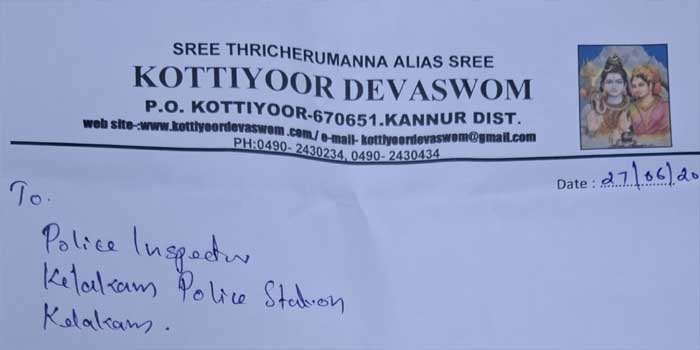 SREE THRICHERUMANNA ALIAS SREE
KOTTIYOOR DEVASWOM
P.O. KOTTIYOOR-670651.KANNUR DIST.
web site-:www.kottiyoordevaswom .com./ e-mail- kottiyoordevaswom@gmail.com
PH:0490- 2430234, 0490- 2430434
Date : 27/06/20
To.
Police Inspector
Kelakam Police Station
Kelakam.